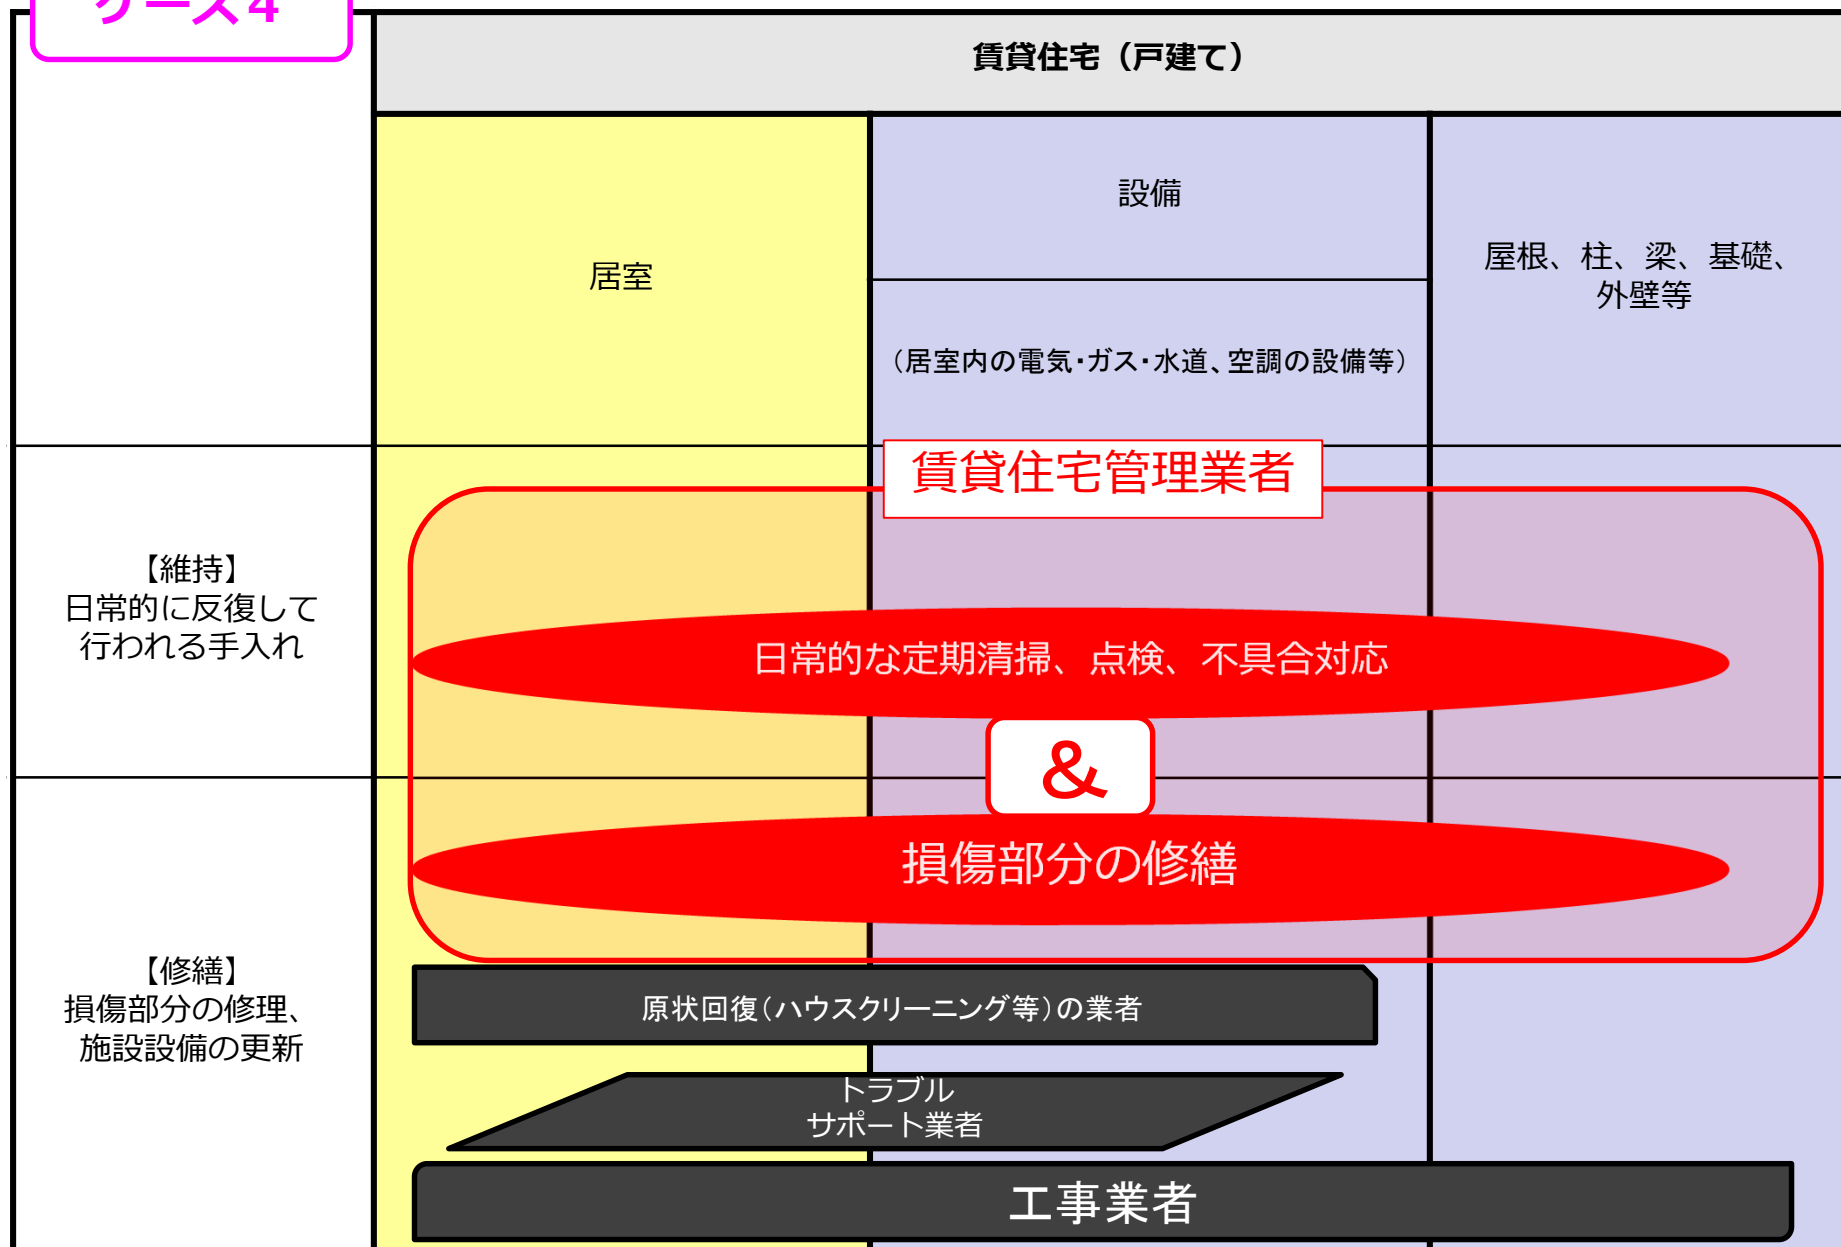 ケース４
賃貸住宅（戸建て）
居室
設備
（居室内の電気・ガス・水道、空調の設備等）
屋根、柱、梁、基礎、
外壁等
賃貸住宅管理業者
【維持】
日常的に反復して
行われる手入れ
日常的な定期清掃、点検、不具合対応
＆
損傷部分の修繕
【修繕】
損傷部分の修理、
施設設備の更新
原状回復（ハウスクリーニング等）の業者
トラブル
サポート業者
工事業者